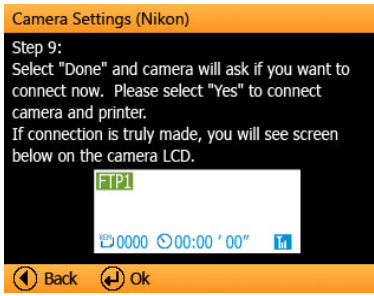 Camera Settings (Nikon)
Step 9:
Select "Done" and camera will ask if you want to
connect now.  Please select "Yes" to connect
camera and printer.
If connection is truly made, you will see screen
below on the camera LCD.
FTP1
REM 0000 00:00 ' 00"
Back Ok